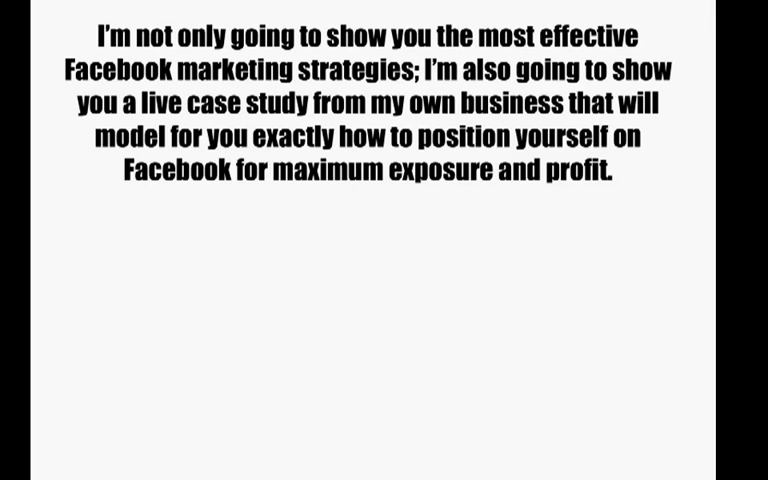 I'm not only going to show you the most effective
Facebook marketing strategies; I'm also going to show
you a live case study from my own business that will
model for you exactly how to position yourself on
Facebook for maximum exposure and profit.